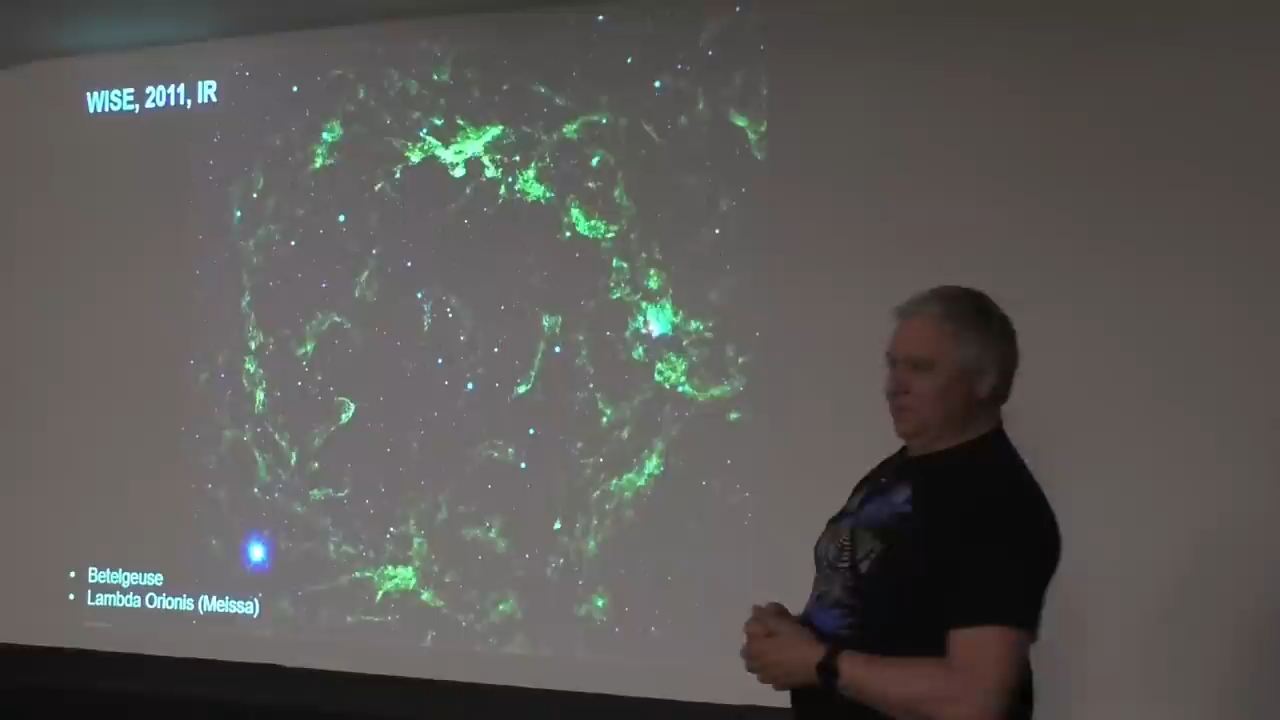 WISE, 2011, IR
• Betelgeuse
• Lambda Orionis (Meissa)